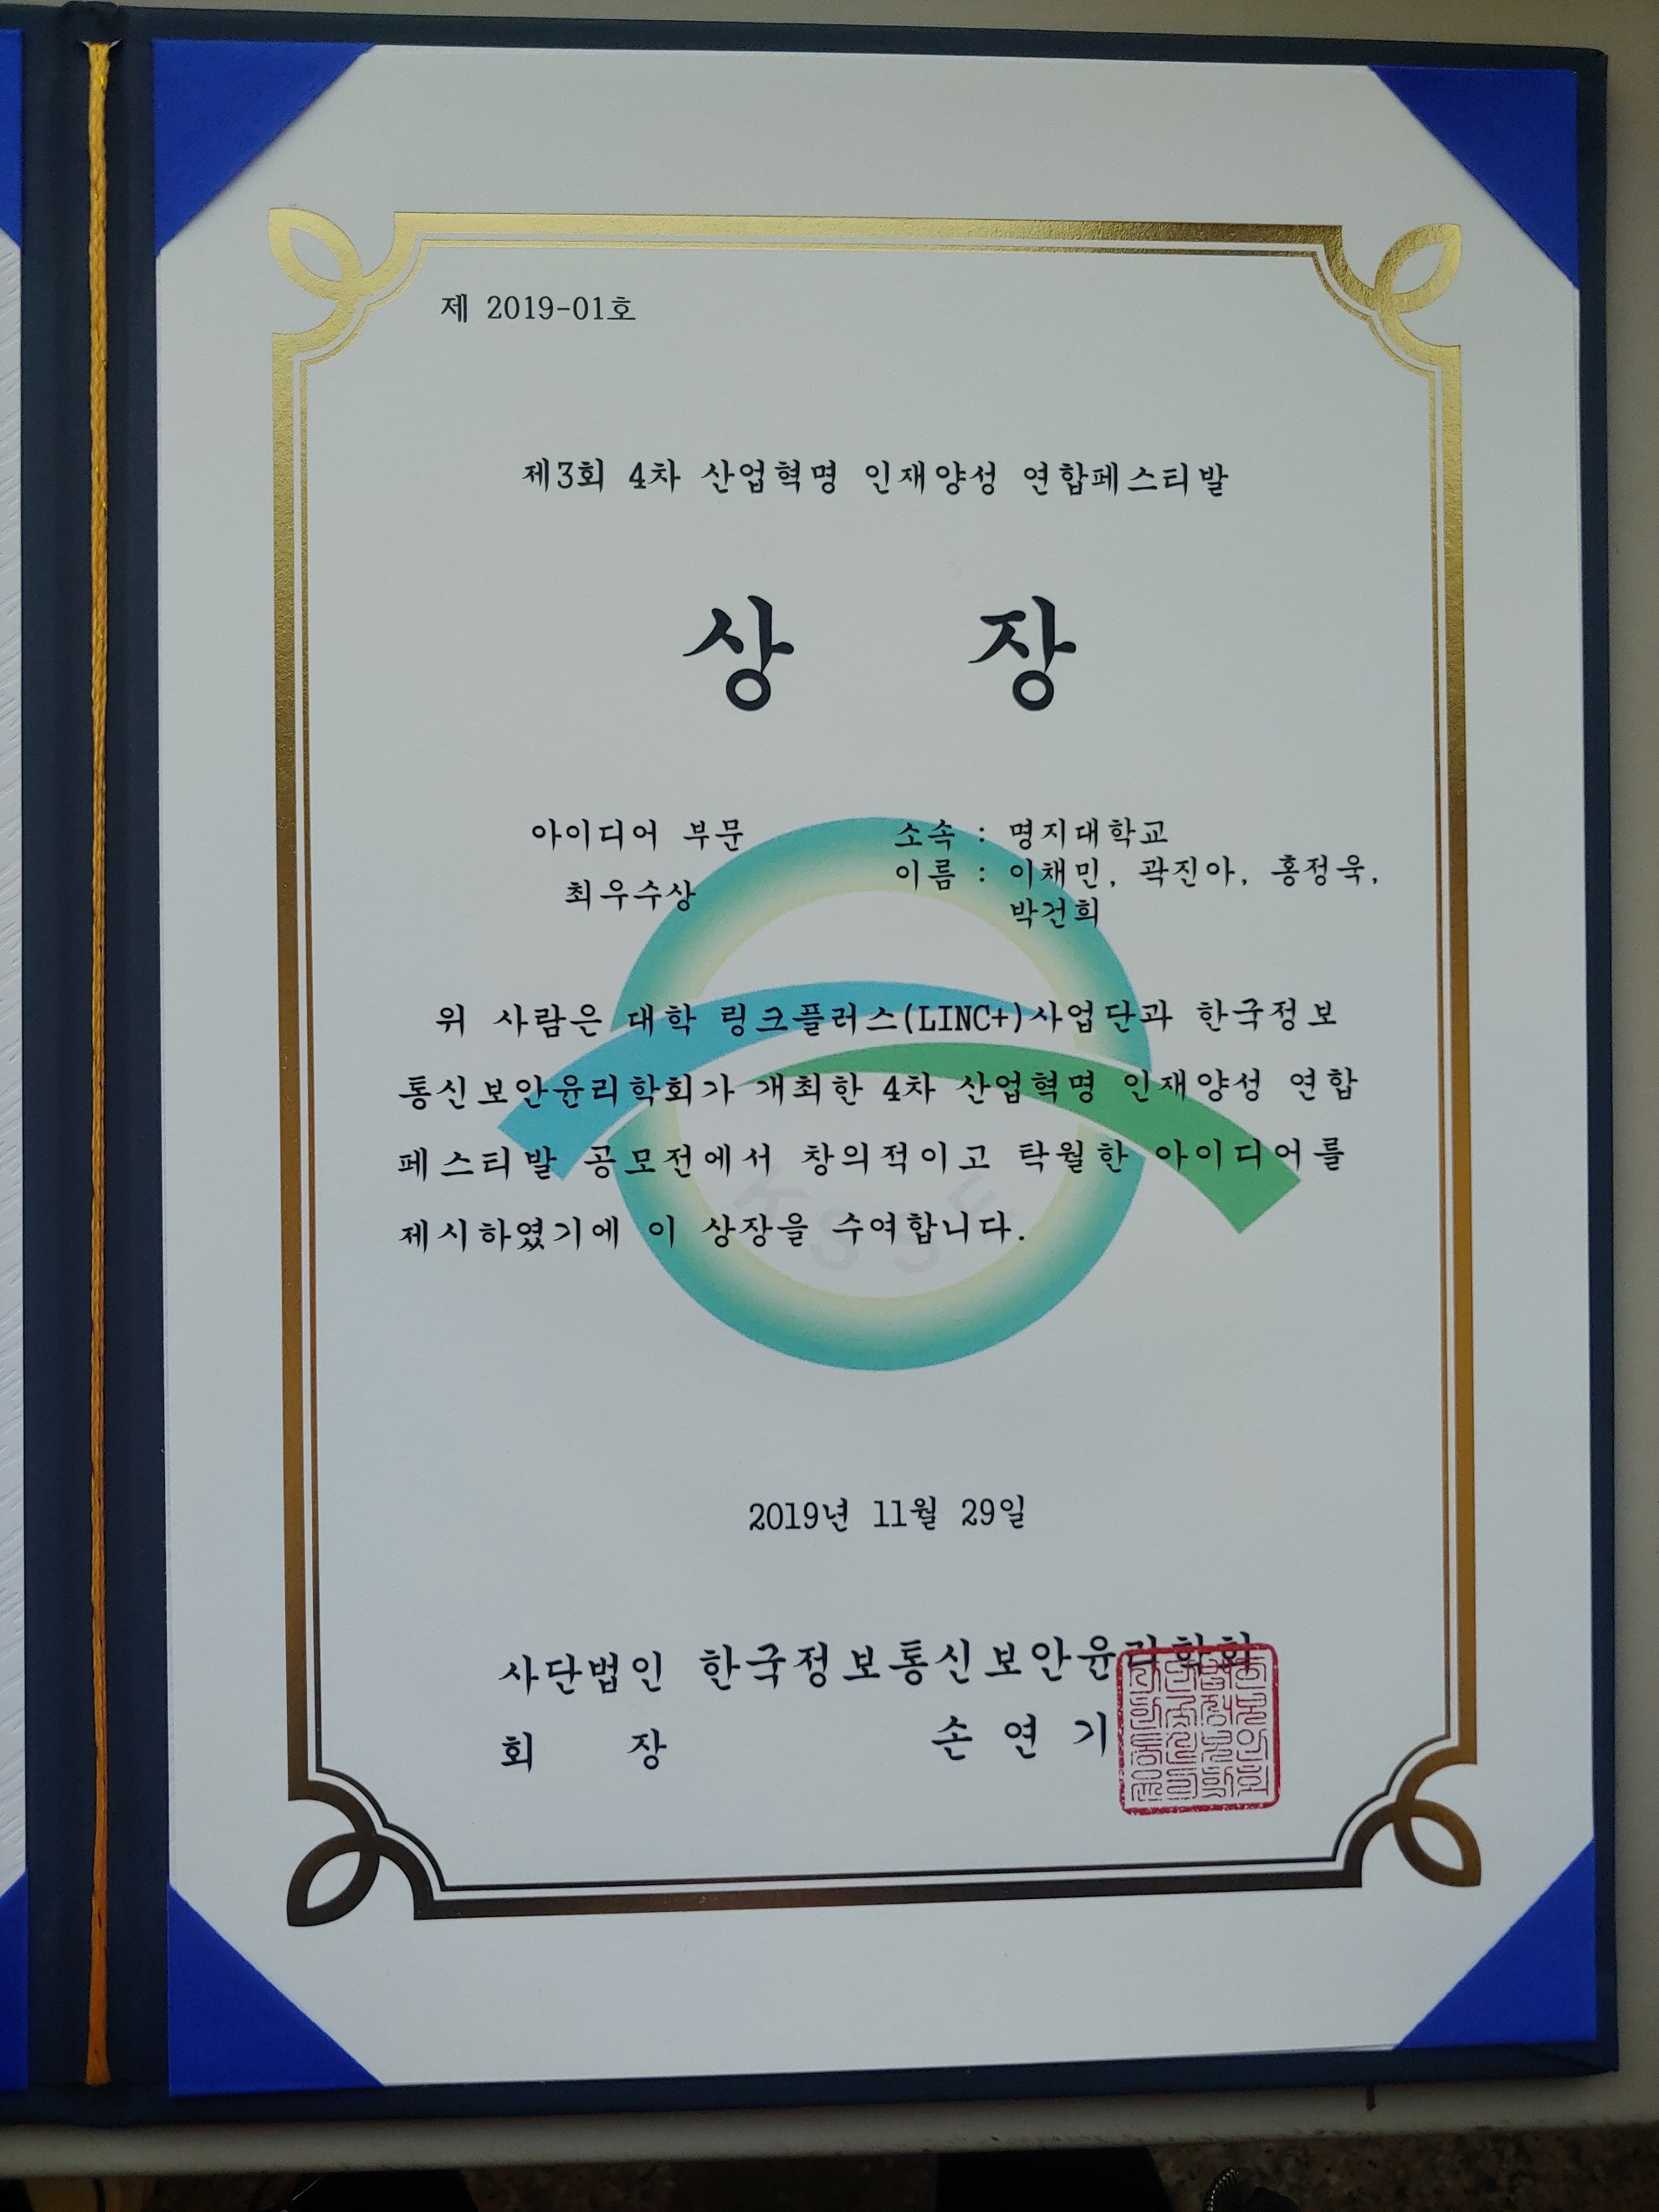 제 2019-01호
제3회 4차 산업혁명 인재양성 연합페스티발
상 장
아이디어 부문
최우수상
소속 : 명지대학교
이름 : 이채민, 곽진아, 홍정욱,
박건희
위 사람은 대학 링크플러스(LINC+)사업단과 한국정보
통신보안윤리학회가 개최한 4차 산업혁명 인재양성 연합
페스티발 공모전에서 창의적이고 탁월한 아이디어를
제시하였기에 이 상장을 수여합니다.
2019년 11월 29일
사단법인 한국정보통신보안윤리학회
회 장 손 연 기